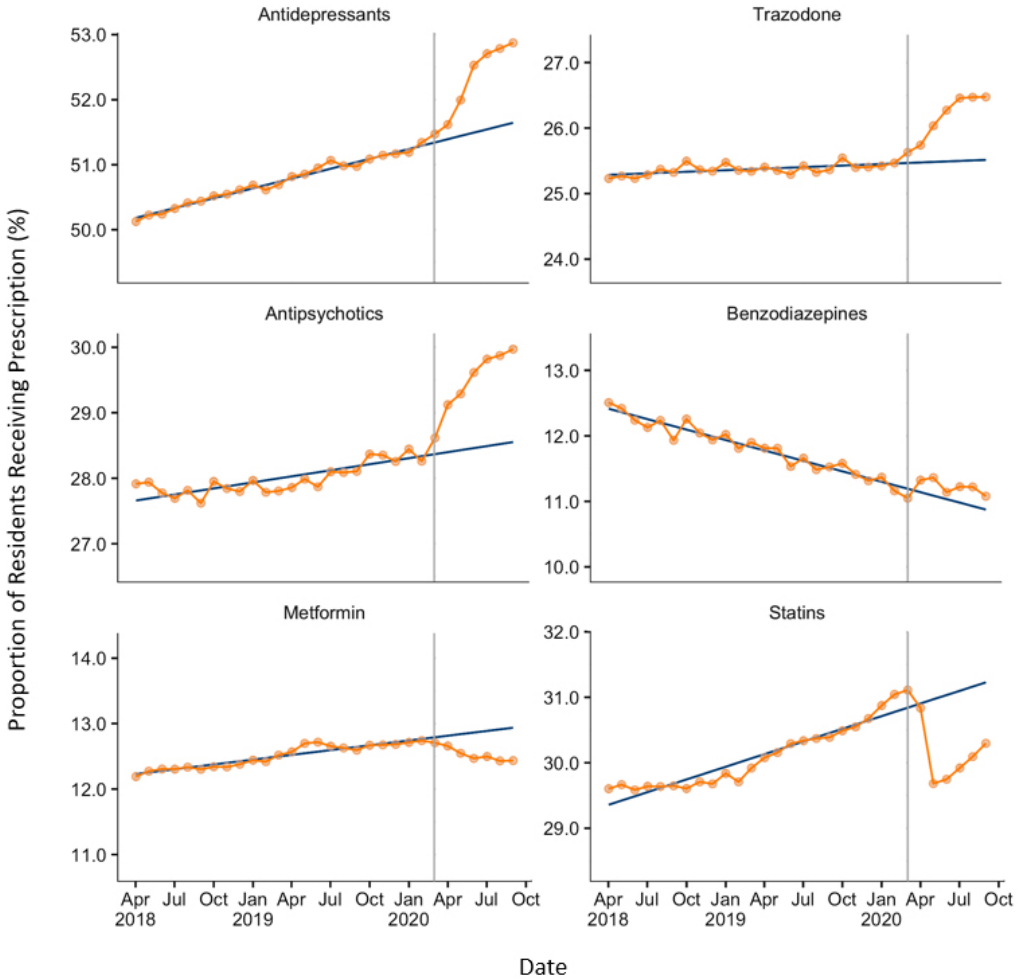 Antidepressants
Trazodone
53.0
52.0
51.0
50.0
27.0
26.0
25.0
24.0
Antipsychotics
Benzodiazepines
30.0
29.0
28.0
27.0
13.0
12.0
11.0
10.0
Metformin
Statins
14.0
13.0
12.0
11.0
32.0
31.0
30.0
29.0
Apr Jul Oct Jan Apr Jul Oct Jan Apr Jul Oct
2018 2019 2020
Apr Jul Oct Jan Apr Jul Oct Jan Apr Jul Oct
2018 2019 2020
Proportion of Residents Receiving Prescription (%)
Date